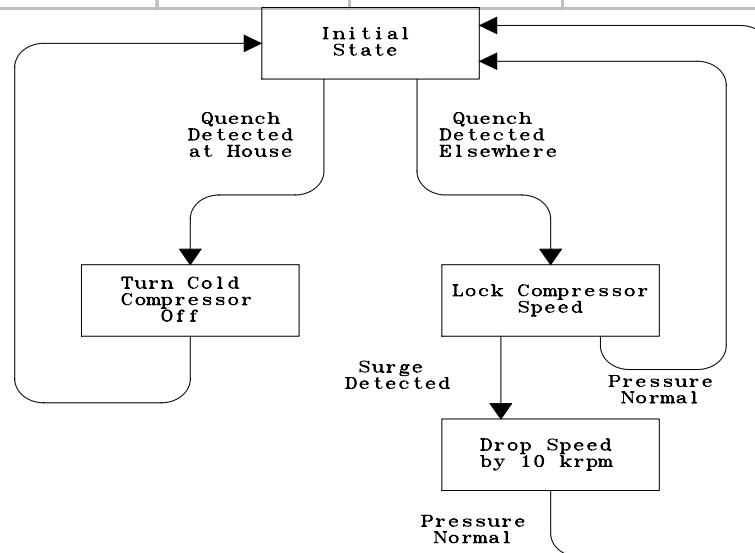 Initial
State
Quench
Detected
at House
Quench
Detected
Elsewhere
Turn Cold
Compressor
Off
Lock Compressor
Speed
Surge
Detected
Pressure
Normal
Drop Speed
by 10 krpm
Pressure
Normal